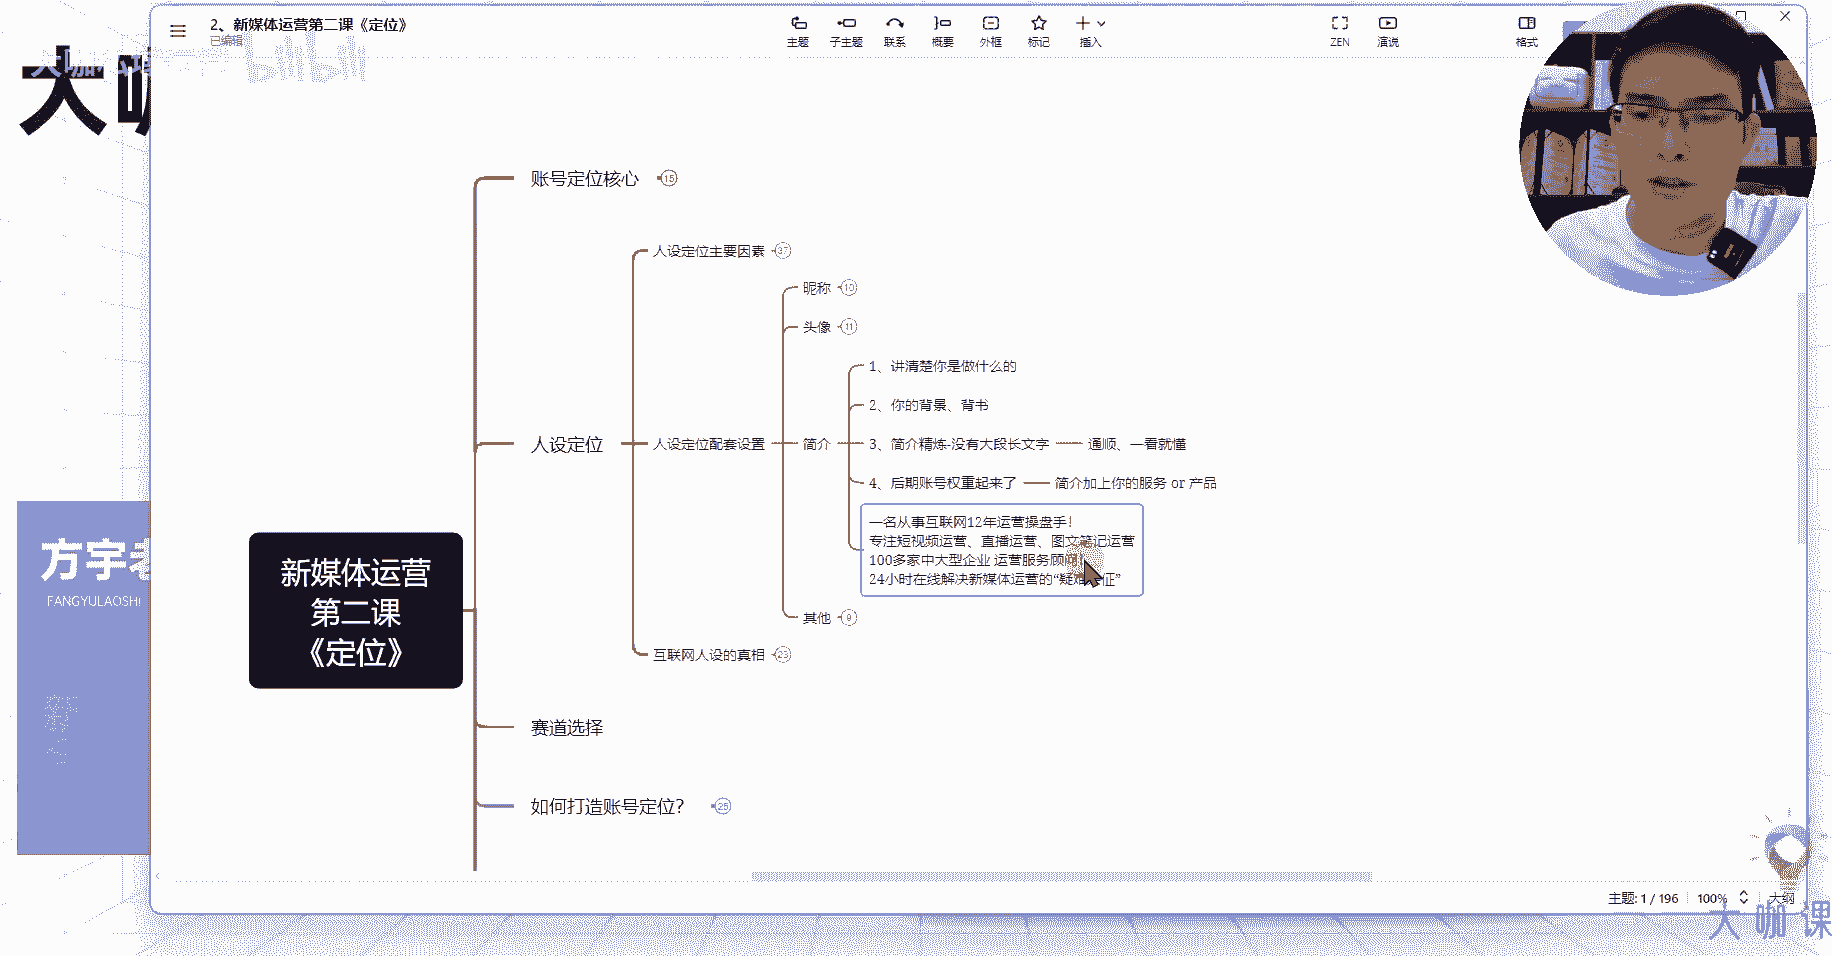 2、新媒体运营第二课《定位》
已编辑
主题
子主题
联系
概要
外框
标记
插入
ZEN
演说
格式
大咖
bilibili
账号定位核心 15
人设定位主要因素 37
昵称 10
头像 11
1、讲清楚你是做什么的
2、你的背景、背书
人设定位
人设定位配套设置
简介
3、简介精炼-没有大段长文字
通顺、一看就懂
4、后期账号权重起来了
简介加上你的服务 or 产品
一名从事互联网12年运营操盘手！
专注短视频运营、直播运营、图文笔记运营
100多家中大型企业 运营服务顾问
24小时在线解决新媒体运营的“疑难 征”
其他 9
互联网人设的真相 23
新媒体运营
第二课
《定位》
赛道选择
如何打造账号定位？ 25
方宇老
FANGYULAOSHI
主题: 1 / 196
100%
大纲
大咖课